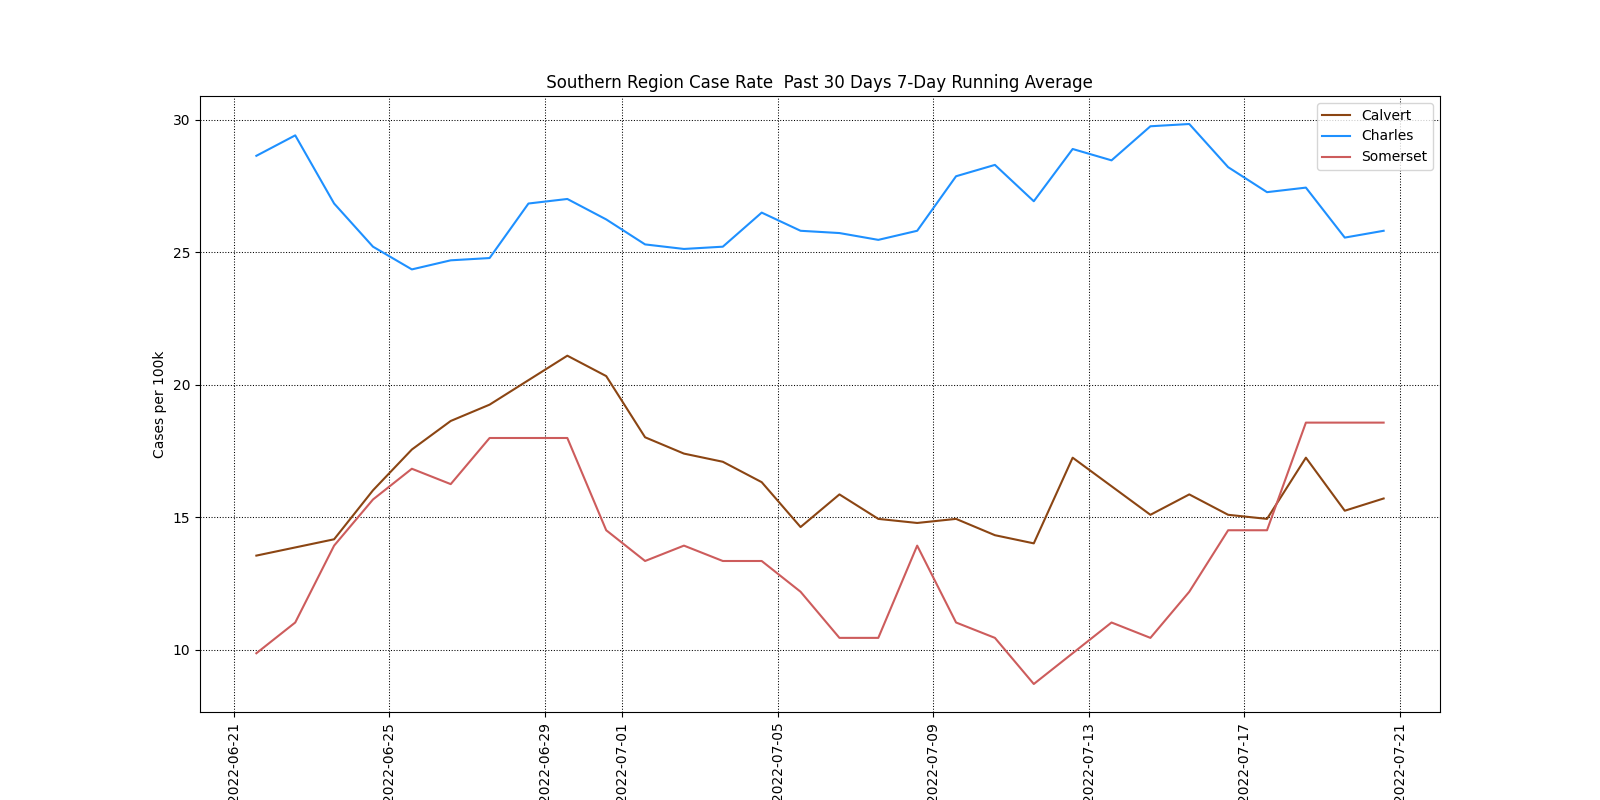 Southern Region Case Rate  Past 30 Days 7-Day Running Average
Calvert
Charles
Somerset
30
25
20
15
10
Cases per 100k
2022-06-21
2022-06-25
2022-06-29
2022-07-01
2022-07-05
2022-07-09
2022-07-13
2022-07-17
2022-07-21